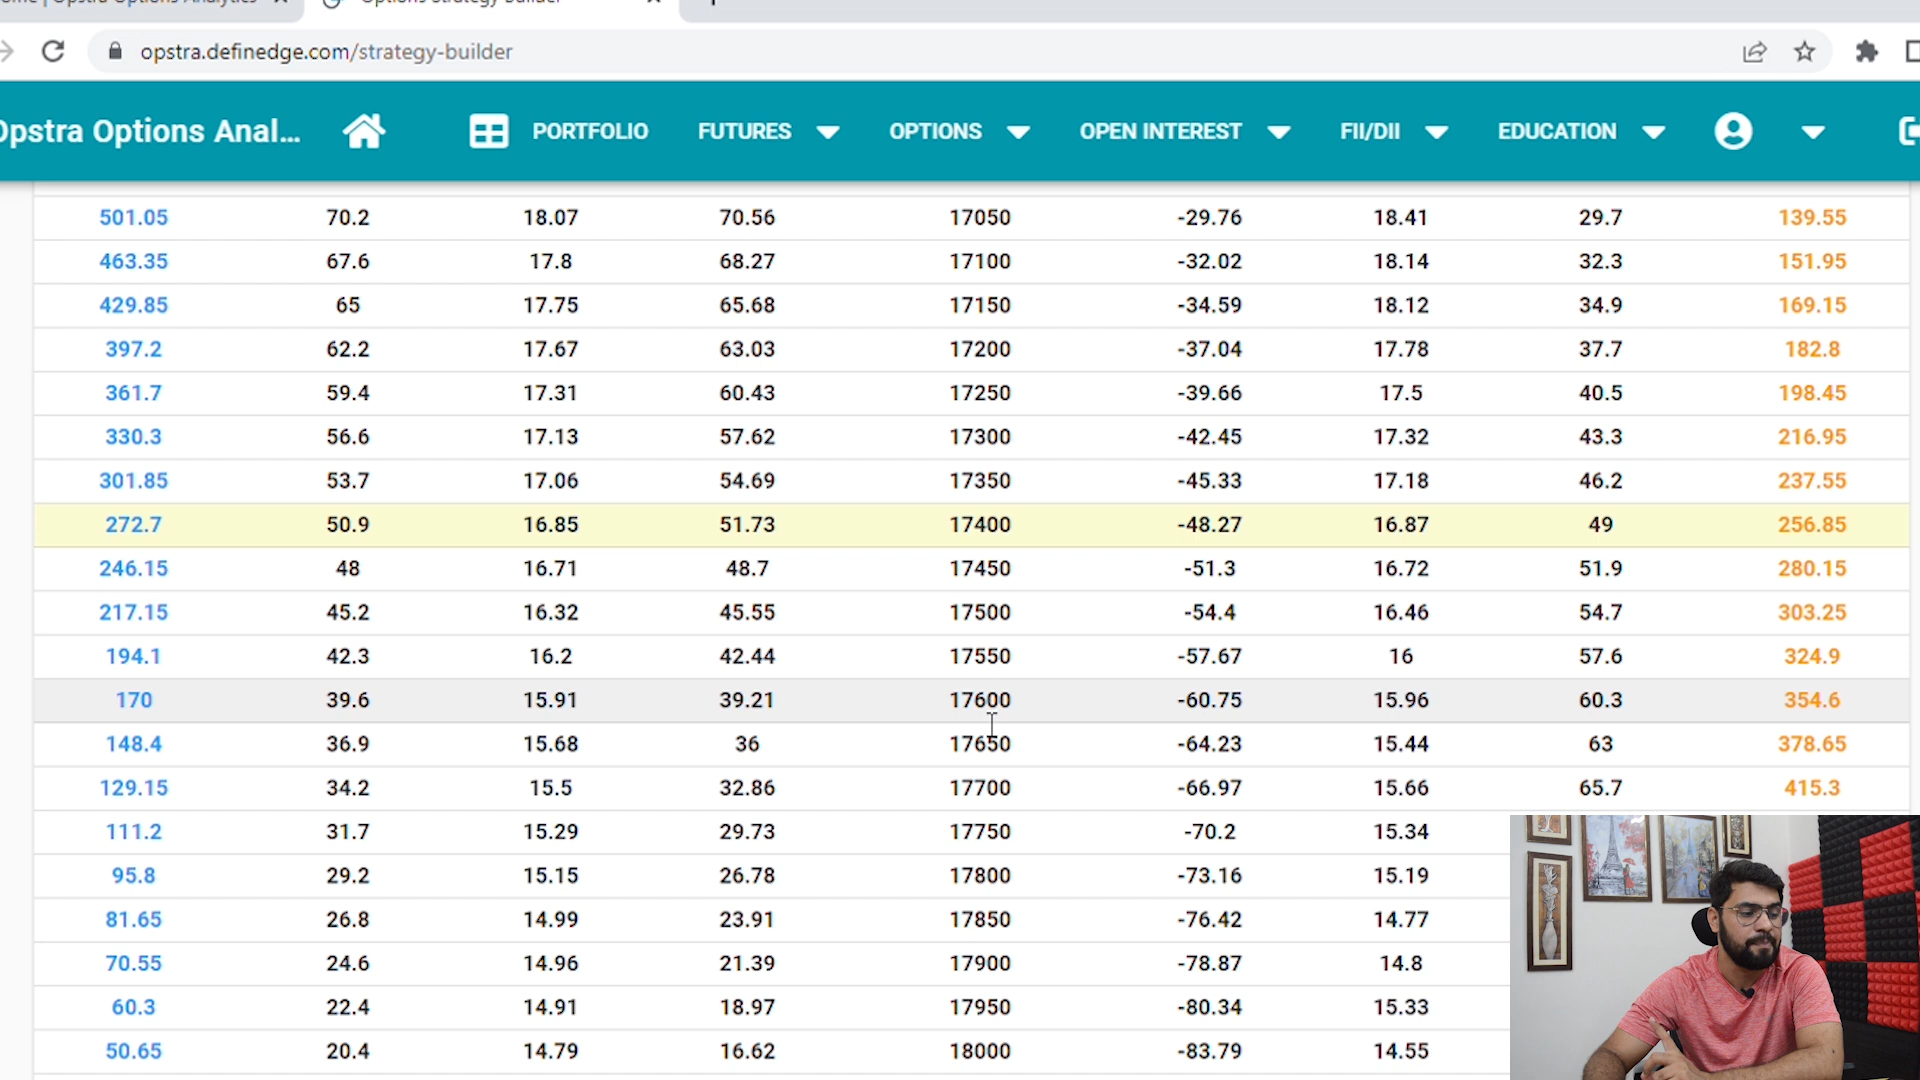 Options Strategy Builder
opstra.definedge.com/strategy-builder
Opstra Options Anal... PORTFOLIO FUTURES OPTIONS OPEN INTEREST FII/DII EDUCATION
501.05 70.2 18.07 70.56 17050 -29.76 18.41 29.7 139.55
463.35 67.6 17.8 68.27 17100 -32.02 18.14 32.3 151.95
429.85 65 17.75 65.68 17150 -34.59 18.12 34.9 169.15
397.2 62.2 17.67 63.03 17200 -37.04 17.78 37.7 182.8
361.7 59.4 17.31 60.43 17250 -39.66 17.5 40.5 198.45
330.3 56.6 17.13 57.62 17300 -42.45 17.32 43.3 216.95
301.85 53.7 17.06 54.69 17350 -45.33 17.18 46.2 237.55
272.7 50.9 16.85 51.73 17400 -48.27 16.87 49 256.85
246.15 48 16.71 48.7 17450 -51.3 16.72 51.9 280.15
217.15 45.2 16.32 45.55 17500 -54.4 16.46 54.7 303.25
194.1 42.3 16.2 42.44 17550 -57.67 16 57.6 324.9
170 39.6 15.91 39.21 17600 -60.75 15.96 60.3 354.6
148.4 36.9 15.68 36 17650 -64.23 15.44 63 378.65
129.15 34.2 15.5 32.86 17700 -66.97 15.66 65.7 415.3
111.2 31.7 15.29 29.73 17750 -70.2 15.34
95.8 29.2 15.15 26.78 17800 -73.16 15.19
81.65 26.8 14.99 23.91 17850 -76.42 14.77
70.55 24.6 14.96 21.39 17900 -78.87 14.8
60.3 22.4 14.91 18.97 17950 -80.34 15.33
50.65 20.4 14.79 16.62 18000 -83.79 14.55